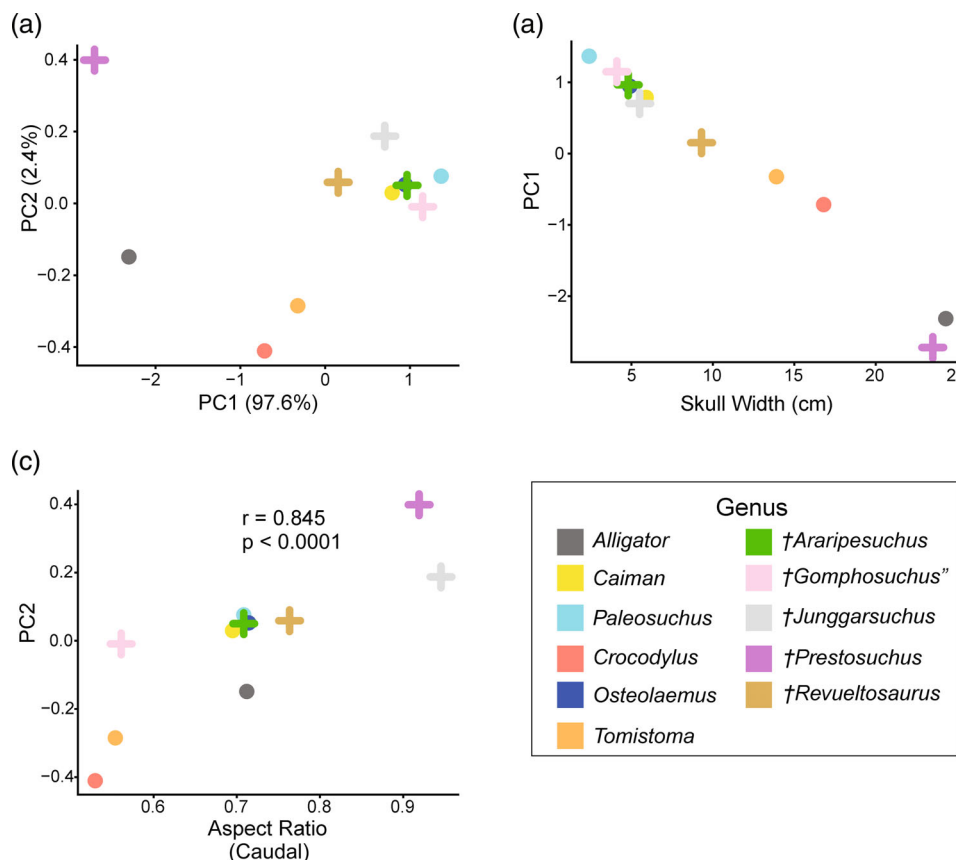 (a)
0.4
0.2
0.0
−0.2
−0.4
PC2 (2.4%)
−2
−1
0
1
PC1 (97.6%)
(a)
1
0
−1
−2
PC1
5
10
15
20
2
Skull Width (cm)
(c)
r = 0.845
p < 0.0001
0.4
0.2
0.0
−0.2
−0.4
PC2
0.6
0.7
0.8
0.9
Aspect Ratio
(Caudal)
Genus
Alligator
Caiman
Paleosuchus
Crocodylus
Osteolaemus
Tomistoma
†Araripesuchus
†Gomphosuchus”
†Junggarsuchus
†Prestosuchus
†Revueltosaurus